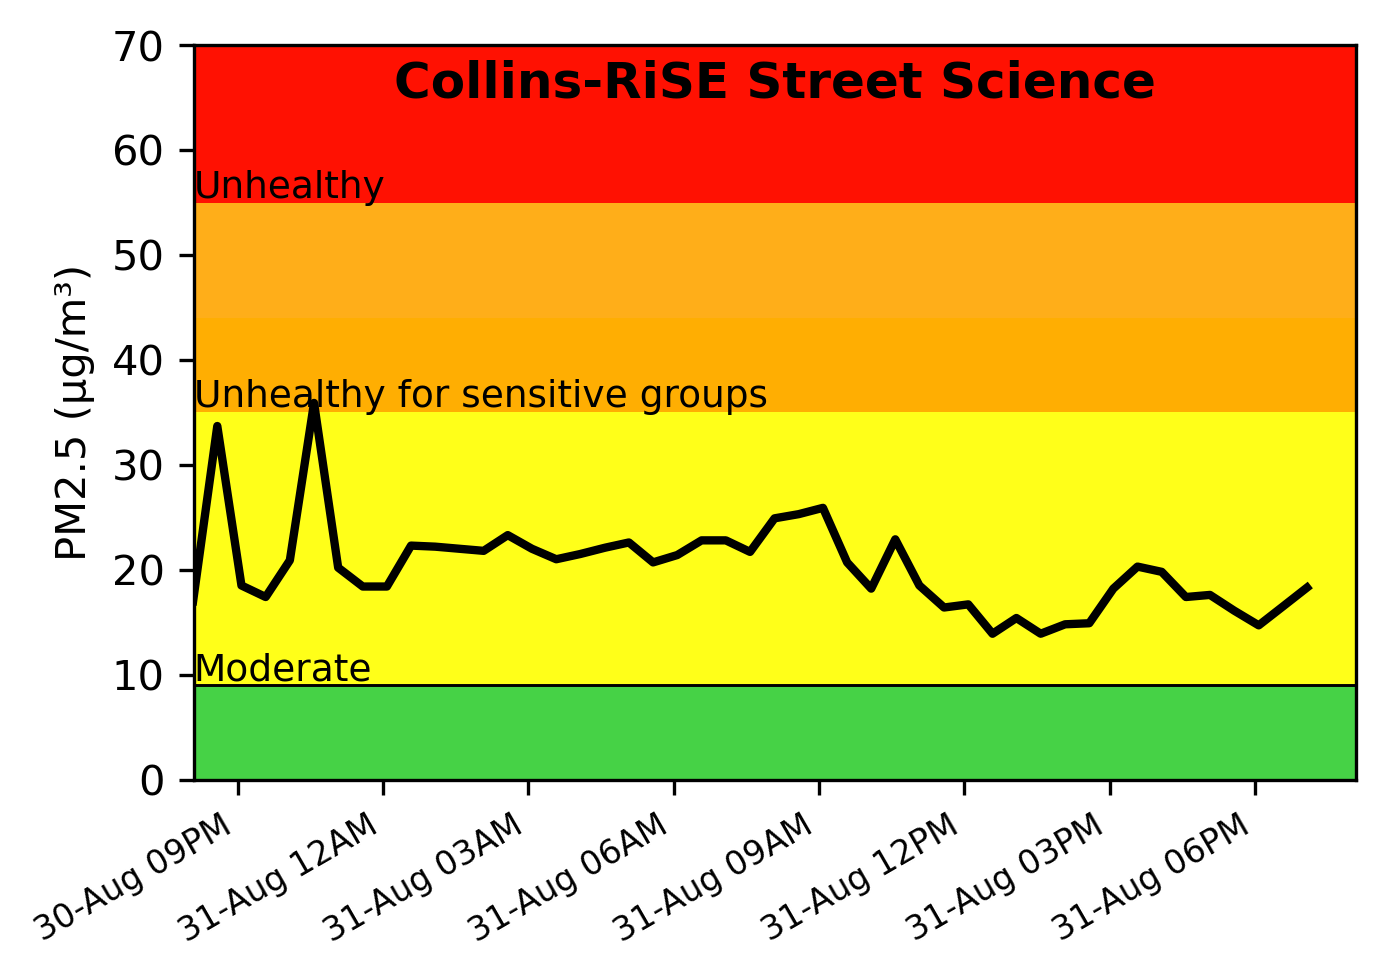 Collins-RiSE Street Science
70
60
Unhealthy
50
40
Unhealthy for sensitive groups
30
20
Moderate
10
0
PM2.5 (µg/m³)
30-Aug 09PM
31-Aug 12AM
31-Aug 03AM
31-Aug 06AM
31-Aug 09AM
31-Aug 12PM
31-Aug 03PM
31-Aug 06PM